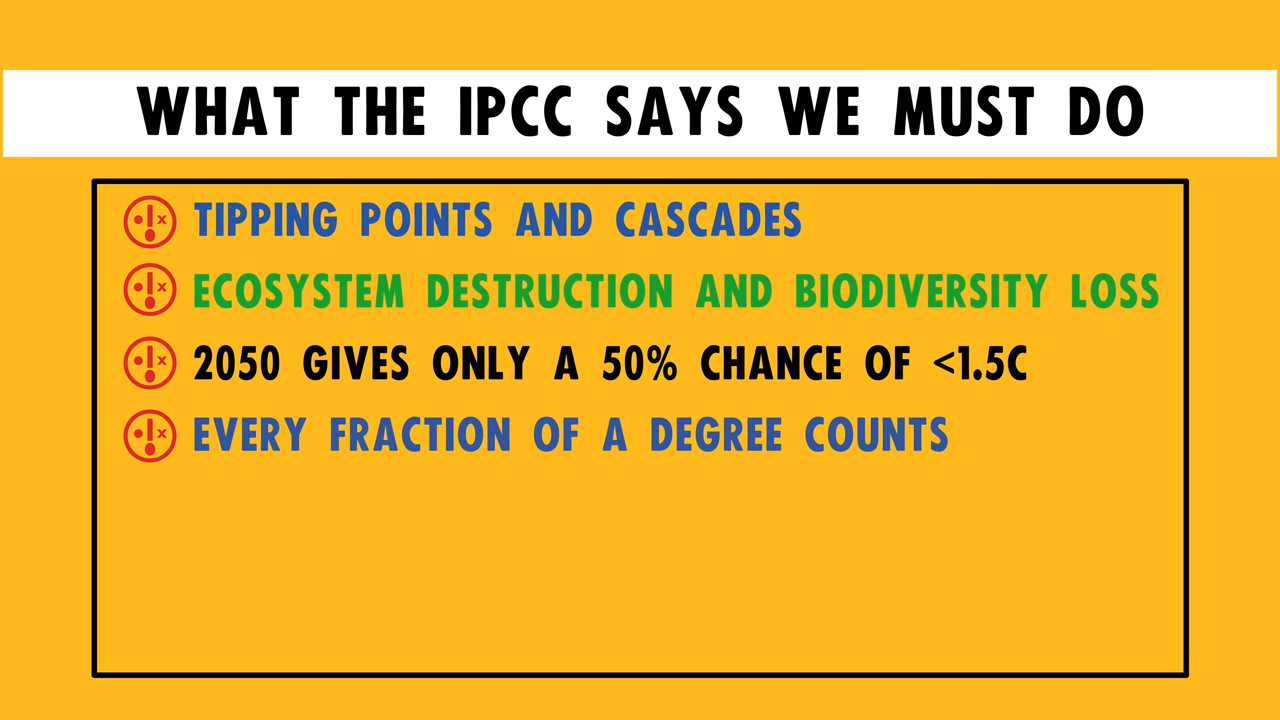 WHAT THE IPCC SAYS WE MUST DO
TIPPING POINTS AND CASCADES
ECOSYSTEM DESTRUCTION AND BIODIVERSITY LOSS
2050 GIVES ONLY A 50% CHANCE OF <1.5C
EVERY FRACTION OF A DEGREE COUNTS